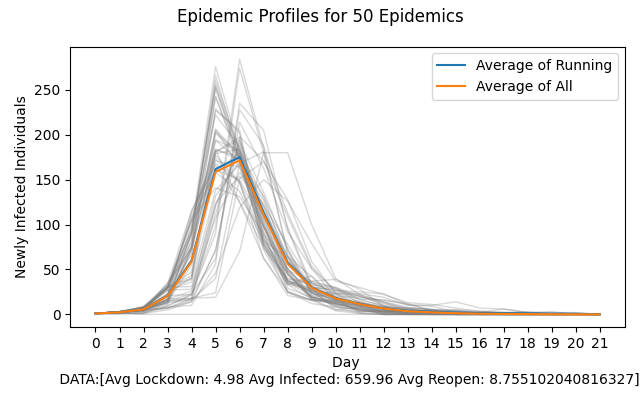 Epidemic Profiles for 50 Epidemics
Newly Infected Individuals
250
200
150
100
50
0
Average of Running
Average of All
0 1 2 3 4 5 6 7 8 9 10 11 12 13 14 15 16 17 18 19 20 21
Day
DATA:[Avg Lockdown: 4.98 Avg Infected: 659.96 Avg Reopen: 8.755102040816327]